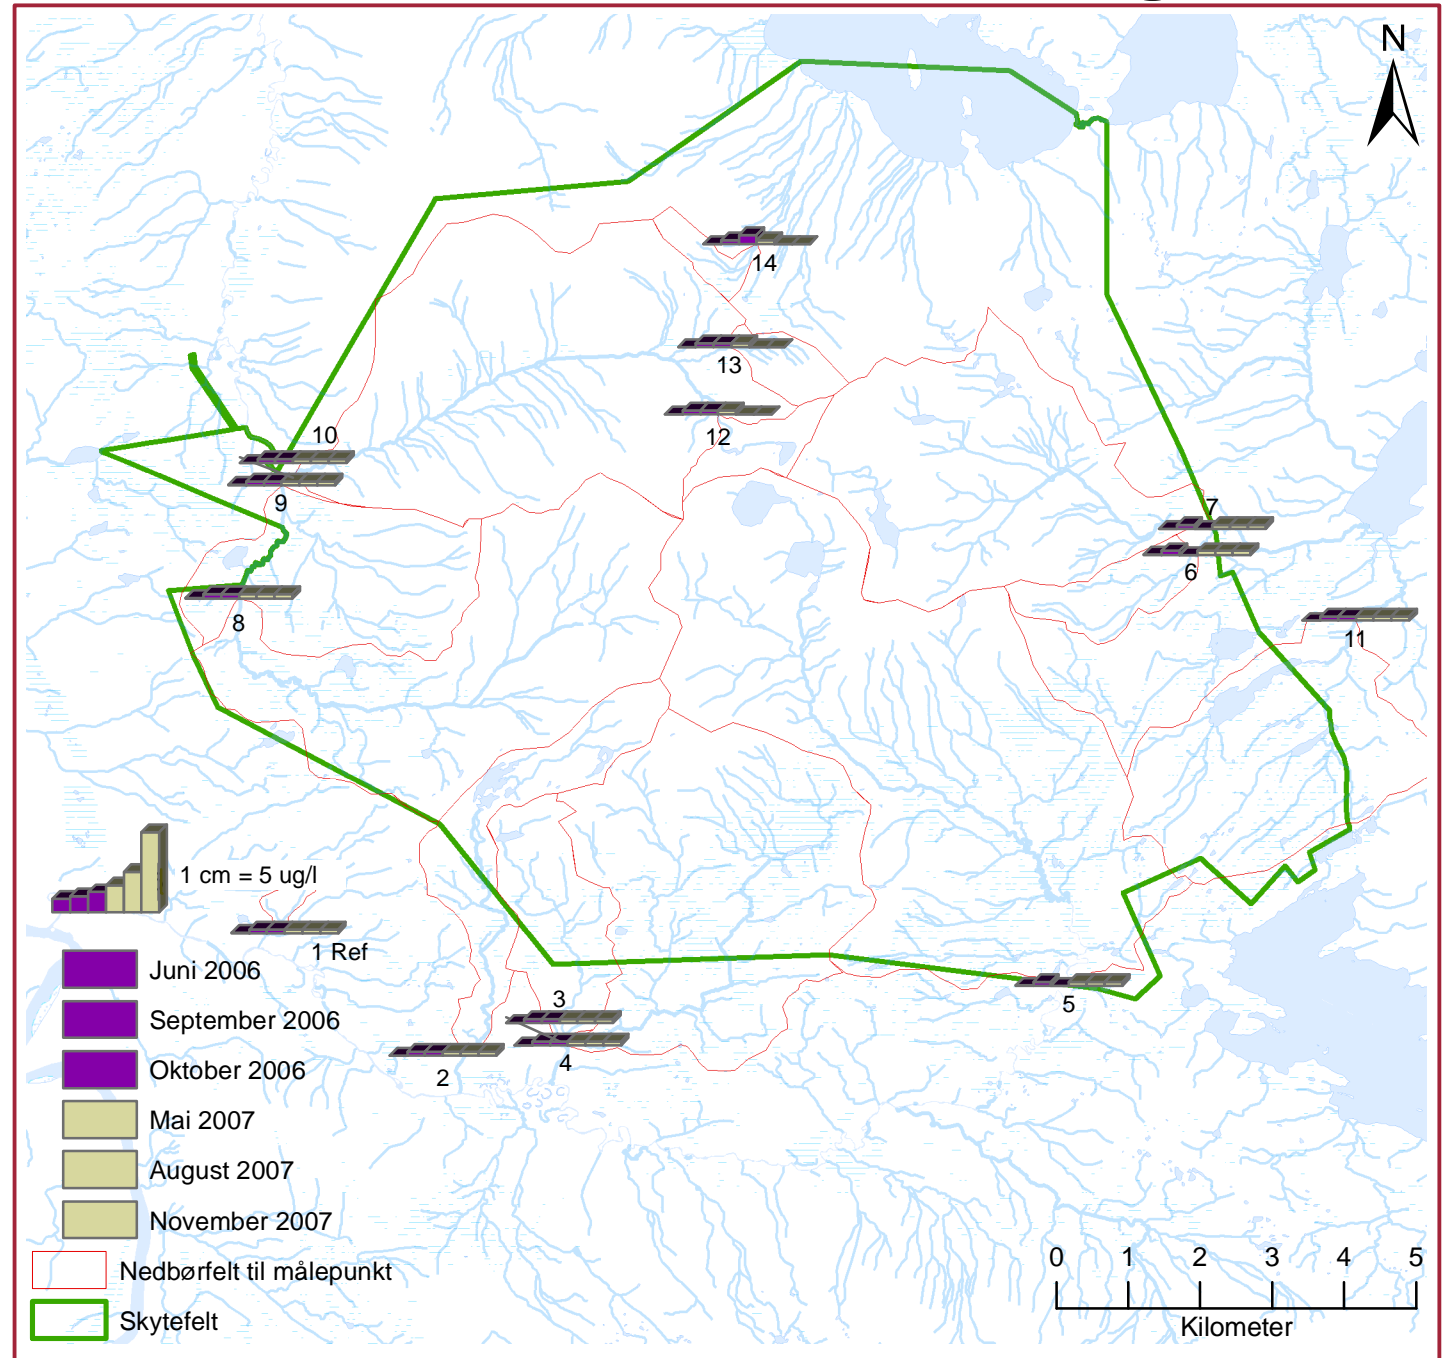 N
14
13
12
10
9
7
6
8
11
1 cm = 5 ug/l
1 Ref
Juni 2006
September 2006
Oktober 2006
Mai 2007
August 2007
November 2007
Nedbørfelt til målepunkt
Skytefelt
3
4
2
5
0 1 2 3 4 5
Kilometer